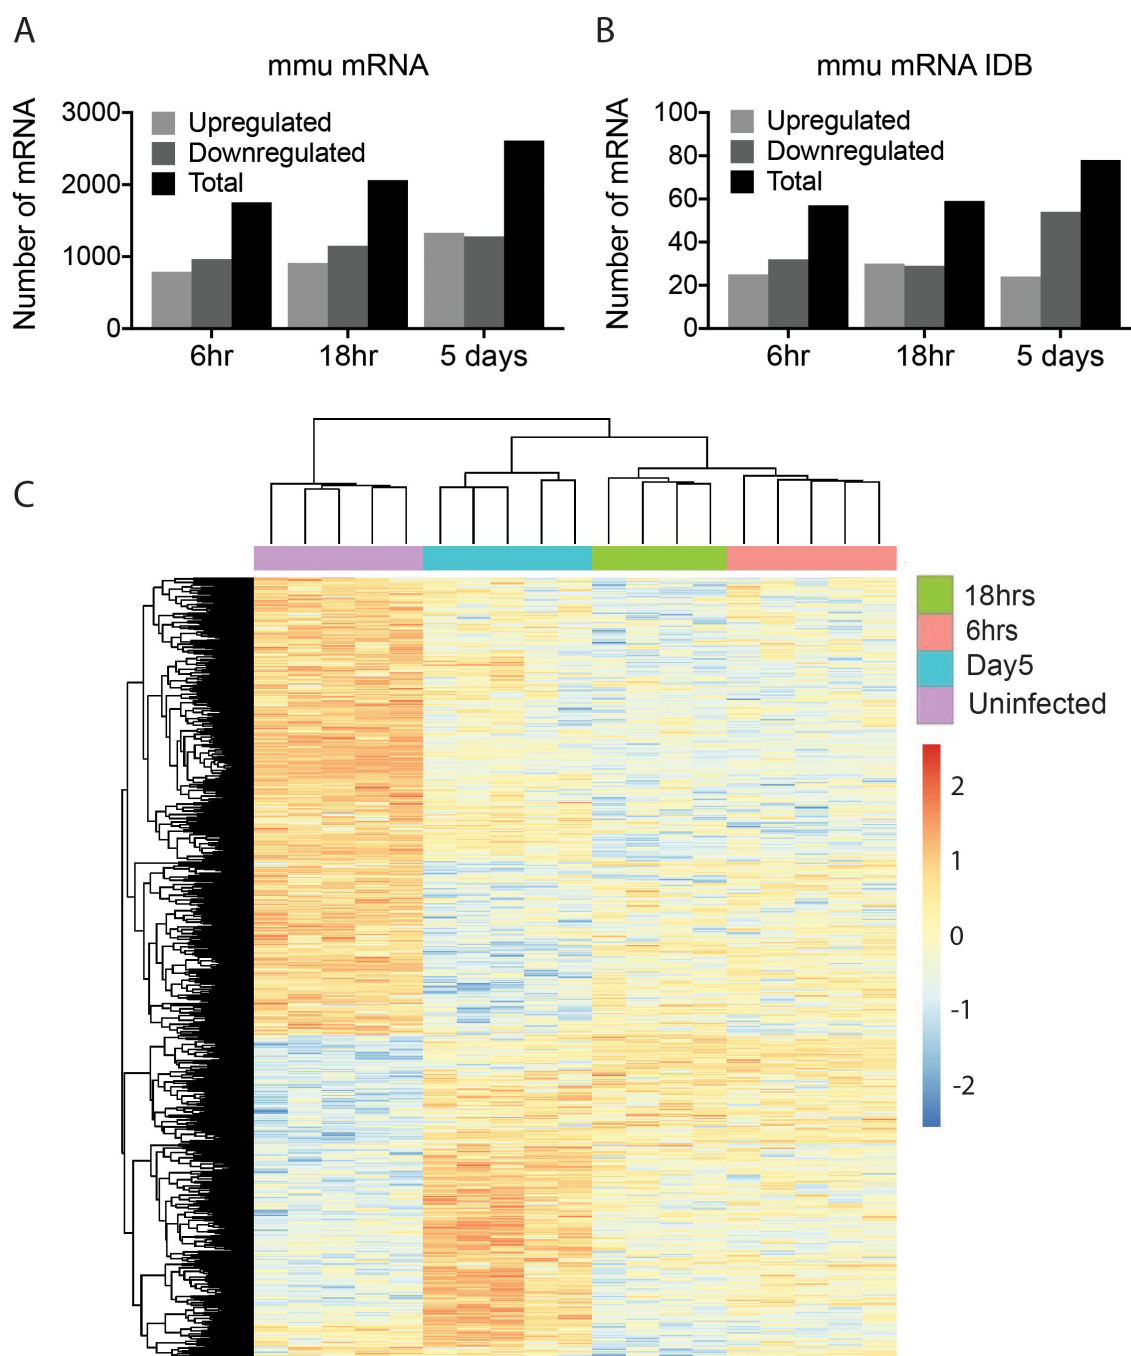 A
mmu mRNA
Number of mRNA
3000
2000
1000
0
Upregulated
Downregulated
Total
6hr
18hr
5 days
B
mmu mRNA IDB
Number of mRNA
100
80
60
40
20
0
Upregulated
Downregulated
Total
6hr
18hr
5 days
C
18hrs
6hrs
Day5
Uninfected
2
1
0
-1
-2